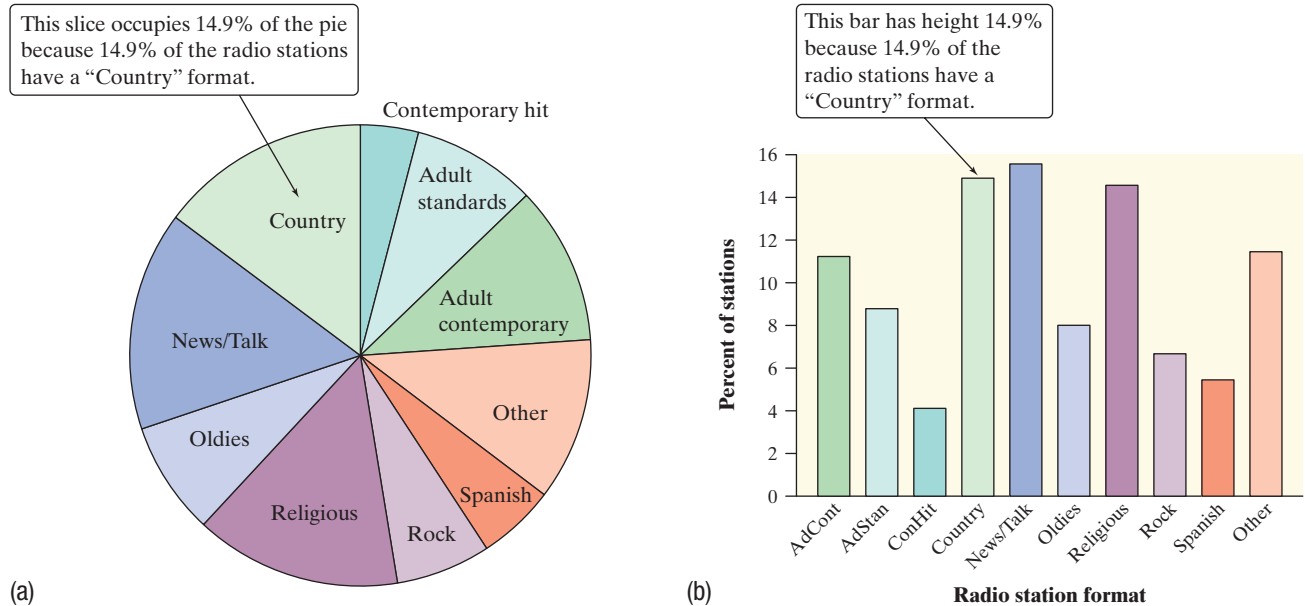 This slice occupies 14.9% of the pie
because 14.9% of the radio stations
have a “Country” format.
Contemporary hit
Adult
standards
Country
Adult
contemporary
News/Talk
Other
Oldies
Spanish
Religious
Rock
(a)
This bar has height 14.9%
because 14.9% of the
radio stations have a
“Country” format.
Percent of stations
16
14
12
10
8
6
4
2
0
AdCont
AdStan
ConHit
Country
News/Talk
Oldies
Religious
Rock
Spanish
Other
Radio station format
(b)